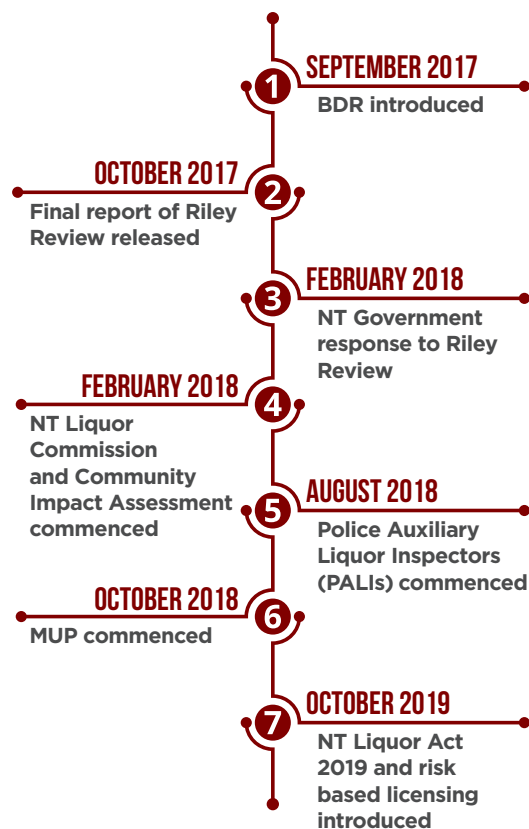 1
SEPTEMBER 2017
BDR introduced
2
OCTOBER 2017
Final report of Riley
Review released
3
FEBRUARY 2018
NT Government
response to Riley
Review
4
FEBRUARY 2018
NT Liquor
Commission
and Community
Impact Assessment
commenced
5
AUGUST 2018
Police Auxiliary
Liquor Inspectors
(PALIs) commenced
6
OCTOBER 2018
MUP commenced
7
OCTOBER 2019
NT Liquor Act
2019 and risk
based licensing
introduced